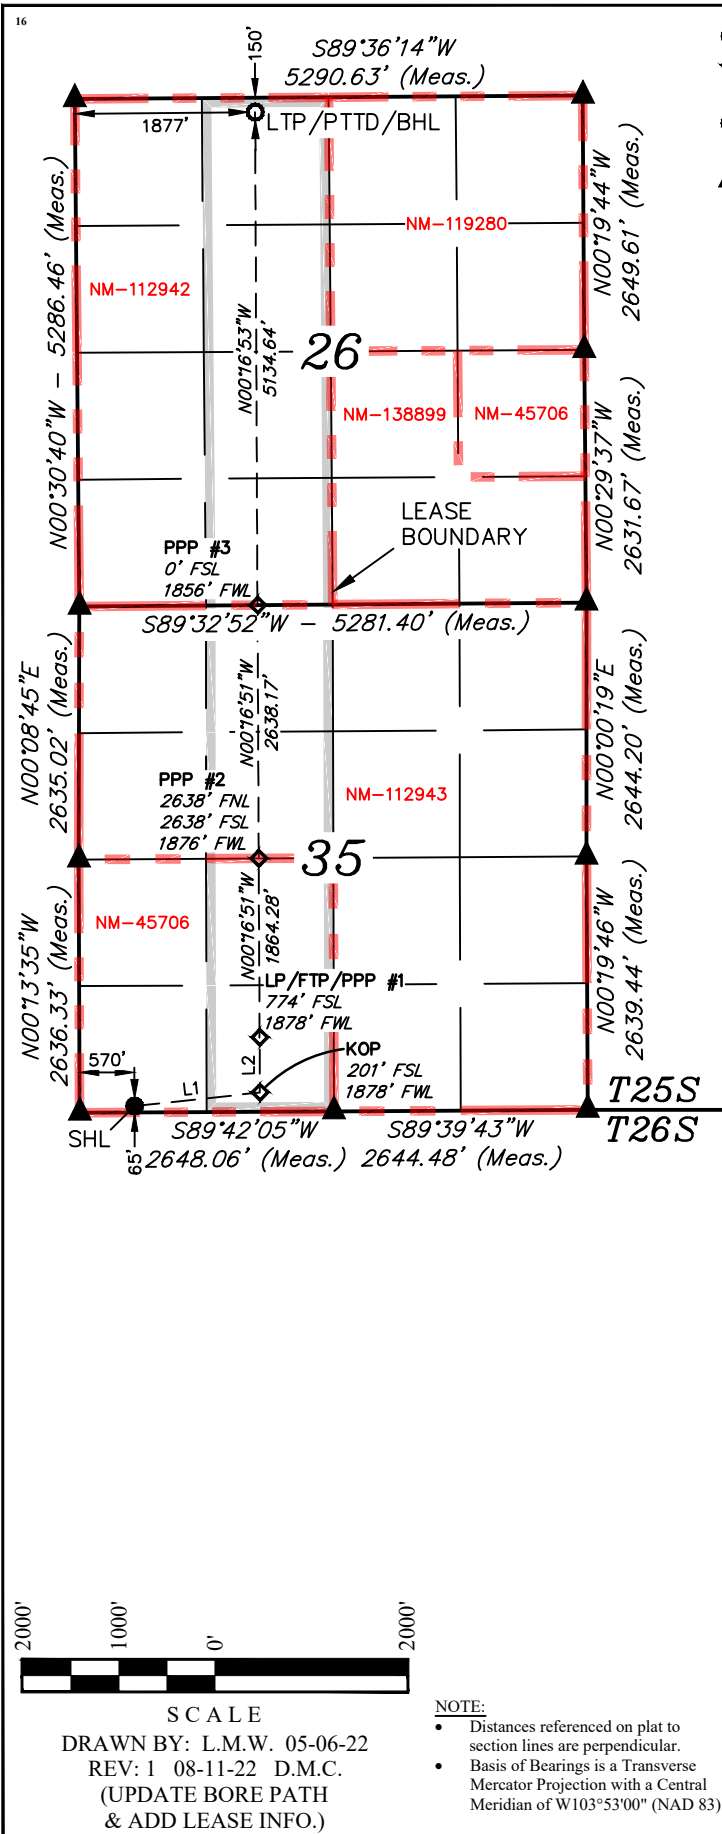 16
150'
S89°36'14"W
5290.63' (Meas.)
1877'
LTP/PTTD/BHL
N00°30'40"W – 5286.46' (Meas.)
N00°19'44"W
2649.61' (Meas.)
NM-119280
NM-112942
N00°16'53"W
5134.64'
26
NM-138899
NM-45706
N00°29'37"W
2631.67' (Meas.)
LEASE
BOUNDARY
PPP #3
0' FSL
1856' FWL
S89°32'52"W – 5281.40' (Meas.)
N00°08'45"E
2635.02' (Meas.)
N00°16'51"W
2638.17'
N00°00'19"E
2644.20' (Meas.)
PPP #2
2638' FNL
2638' FSL
1876' FWL
NM-112943
35
NM-45706
N00°16'51"W
1864.28'
N00°13'35"W
2636.33' (Meas.)
N00°19'46"W
2639.44' (Meas.)
LP/FTP/PPP #1
774' FSL
1878' FWL
570'
L1
L2
KOP
201' FSL
1878' FWL
SHL
65'
S89°42'05"W
2648.06' (Meas.)
S89°39'43"W
2644.48' (Meas.)
T25S
T26S
2000'
1000'
0'
2000'
SCALE
DRAWN BY: L.M.W. 05-06-22
REV: 1 08-11-22 D.M.C.
(UPDATE BORE PATH
& ADD LEASE INFO.)
NOTE:
• Distances referenced on plat to
section lines are perpendicular.
• Basis of Bearings is a Transverse
Mercator Projection with a Central
Meridian of W103°53'00" (NAD 83)